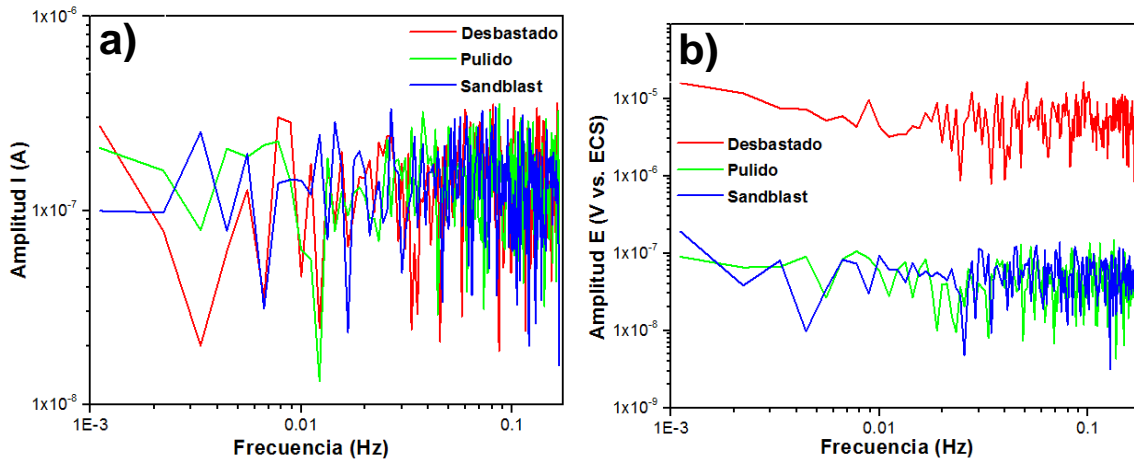 a)
Desbastado
Pulido
Sandblast
1x10-6
1x10-7
1x10-8
Amplitud I (A)
1E-3
0.01
0.1
Frecuencia (Hz)
b)
Desbastado
Pulido
Sandblast
1x10-5
1x10-6
1x10-7
1x10-8
1x10-9
Amplitud E (V vs. ECS)
1E-3
0.01
0.1
Frecuencia (Hz)